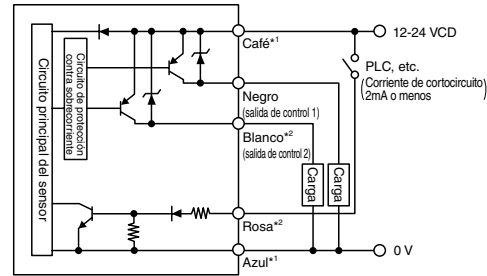 Circuito principal del sensor
Circuito de protección
contra sobrecorriente
Café*1
12-24 VCD
PLC, etc.
(Corriente de cortocircuito)
2mA o menos
Negro
(salida de control 1)
Blanco*2
(salida de control 2)
Carga
Carga
Rosa*2
Azul*1
0 V